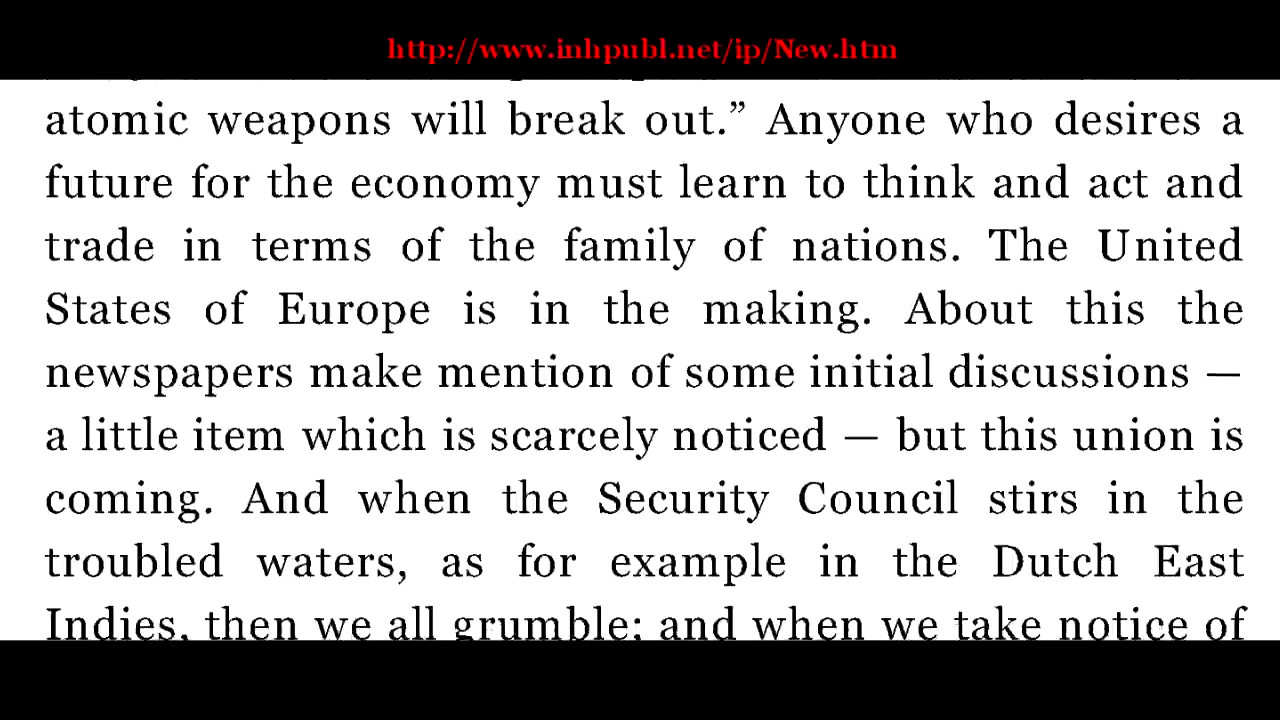 http://www.inhpubl.net/ip/New.htm
atomic weapons will break out.” Anyone who desires a
future for the economy must learn to think and act and
trade in terms of the family of nations. The United
States of Europe is in the making. About this the
newspapers make mention of some initial discussions —
a little item which is scarcely noticed — but this union is
coming. And when the Security Council stirs in the
troubled waters, as for example in the Dutch East
Indies, then we all grumble; and when we take notice of